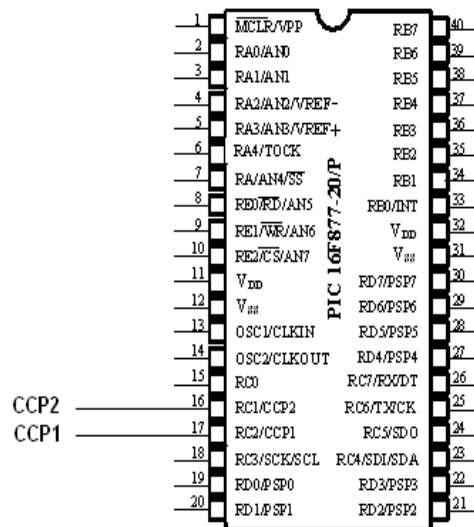 1 MCLR/VPP
2 RA0/AN0
3 RA1/AN1
4 RA2/AN2/VREF-
5 RA3/AN3/VREF+
6 RA4/TOCK
7 RA/AN4/SS
8 RE0/RD/AN5
9 RE1/WR/AN6
10 RE2/CS/AN7
11 VDD
12 VSS
13 OSC1/CLKIN
14 OSC2/CLKOUT
15 RC0
CCP2 16 RC1/CCP2
CCP1 17 RC2/CCP1
18 RC3/SCK/SCL
19 RD0/PSP0
20 RD1/PSP1
PIC 16F877-20/P
RB7 40
RB6 39
RB5 38
RB4 37
RB3 36
RB2 35
RB1 34
RB0/INT 33
VDD 32
VSS 31
RD7/PSP7 30
RD6/PSP6 29
RD5/PSP5 28
RD4/PSP4 27
RC7/RX/DT 26
RC6/TX/CK 25
RC5/SDO 24
RC4/SDI/SDA 23
RD3/PSP3 22
RD2/PSP2 21